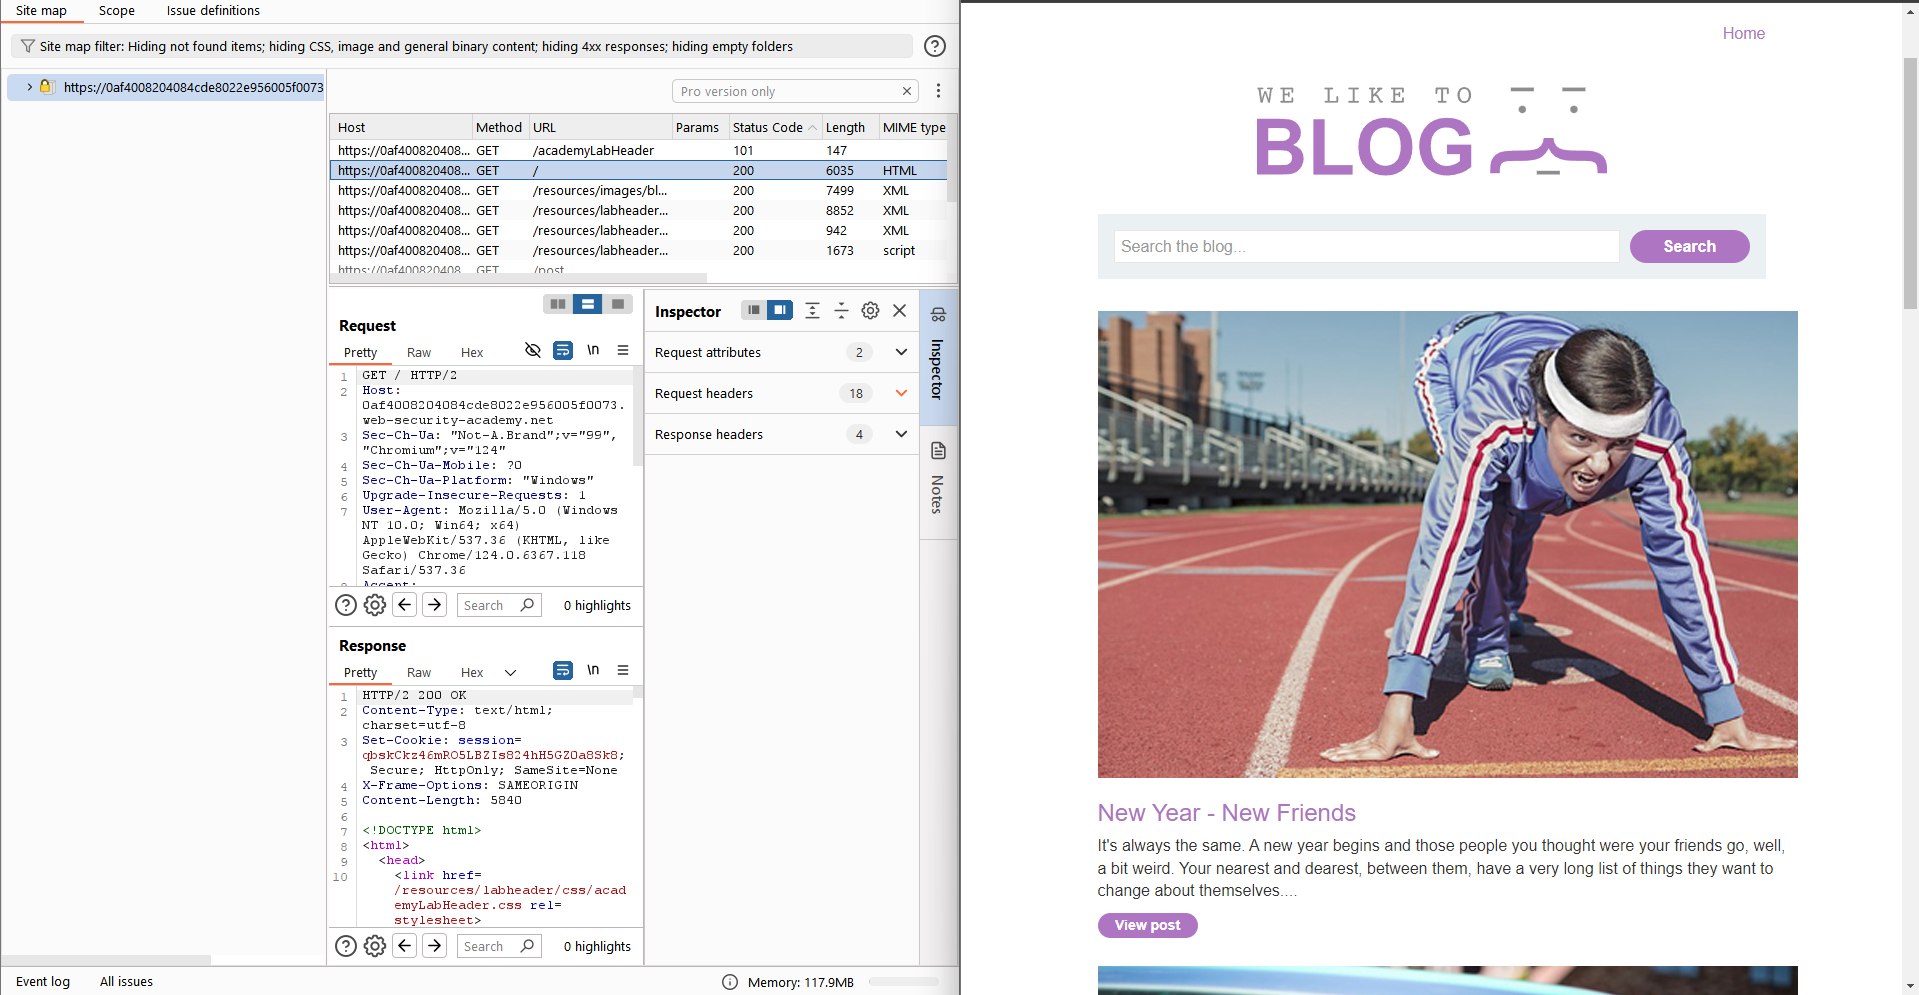 Site map Scope Issue definitions
Site map filter: Hiding not found items; hiding CSS, image and general binary content; hiding 4xx responses; hiding empty folders
https://0af4008204084cde8022e956005f0073
Pro version only
Host Method URL Params Status Code Length MIME type
https://0af400820408... GET /academyLabHeader 101 147
https://0af400820408... GET / 200 6035 HTML
https://0af400820408... GET /resources/images/bl... 200 7499 XML
https://0af400820408... GET /resources/labheader... 200 8852 XML
https://0af400820408... GET /resources/labheader... 200 942 XML
https://0af400820408... GET /resources/labheader... 200 1673 script
https://0af400820408... GET /post
Request
Pretty Raw Hex \n
1 GET / HTTP/2
2 Host:
0af4008204084cde8022e956005f0073.
web-security-academy.net
3 Sec-Ch-Ua: "Not-A.Brand";v="99",
"Chromium";v="124"
4 Sec-Ch-Ua-Mobile: ?0
5 Sec-Ch-Ua-Platform: "Windows"
6 Upgrade-Insecure-Requests: 1
7 User-Agent: Mozilla/5.0 (Windows
NT 10.0; Win64; x64)
AppleWebKit/537.36 (KHTML, like
Gecko) Chrome/124.0.6367.118
Safari/537.36
8 Accept:
Search 0 highlights
Response
Pretty Raw Hex \n
1 HTTP/2 200 OK
2 Content-Type: text/html;
charset=utf-8
3 Set-Cookie: session=
qbskCkz46mRO5LBZIs824hH5GZ0a8Sk8;
Secure; HttpOnly; SameSite=None
4 X-Frame-Options: SAMEORIGIN
5 Content-Length: 5840
6
7 <!DOCTYPE html>
8 <html>
9 <head>
10 <link href=
/resources/labheader/css/acad
emyLabHeader.css rel=
stylesheet>
Search 0 highlights
Inspector
Request attributes 2
Request headers 18
Response headers 4
Inspector
Notes
Event log All issues Memory: 117.9MB
Home
WE LIKE TO
BLOG
Search the blog... Search
New Year - New Friends
It's always the same. A new year begins and those people you thought were your friends go, well,
a bit weird. Your nearest and dearest, between them, have a very long list of things they want to
change about themselves....
View post